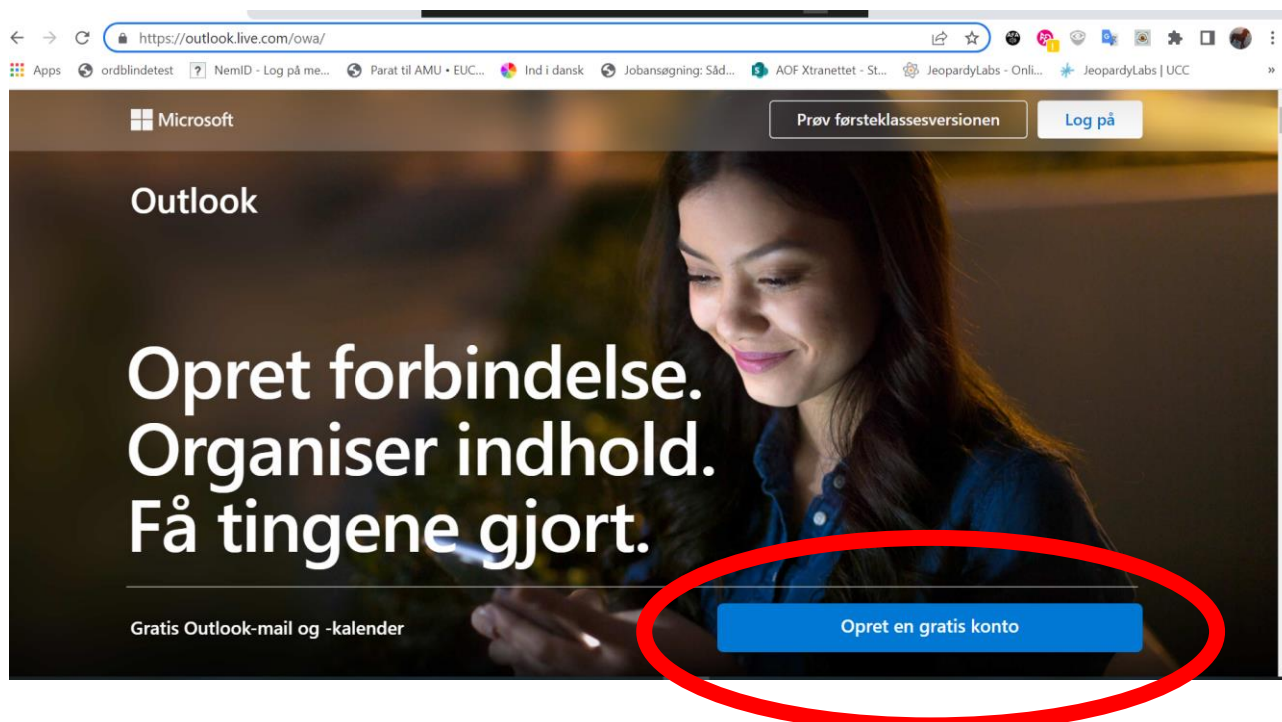 https://outlook.live.com/owa/
Apps ordblindetest NemID - Log på me... Parat til AMU • EUC... Ind i dansk Jobansøgning: Såd... AOF Xtranettet - St... JeopardyLabs - Onli... JeopardyLabs | UCC »
Microsoft Prøv førsteklassesversionen Log på
Outlook
Opret forbindelse.
Organiser indhold.
Få tingene gjort.
Gratis Outlook-mail og -kalender Opret en gratis konto